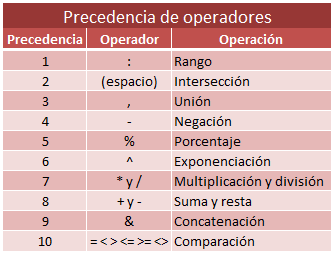 Precedencia de operadores
Precedencia Operador Operación
1 : Rango
2 (espacio) Intersección
3 , Unión
4 - Negación
5 % Porcentaje
6 ^ Exponenciación
7 * y / Multiplicación y división
8 + y - Suma y resta
9 & Concatenación
10 = < > <= >= <> Comparación